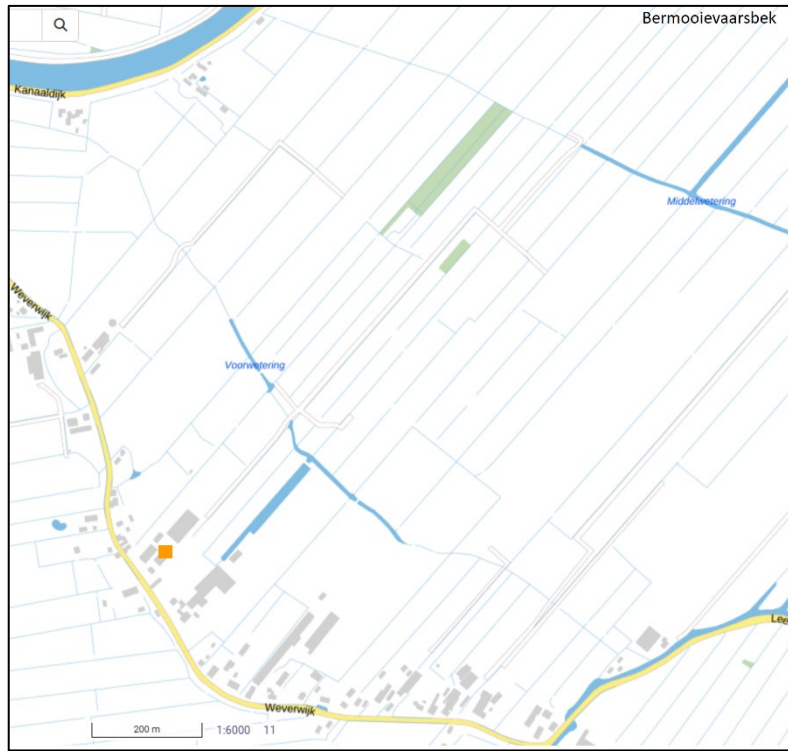 Bermooievaarsbek
Kanaaldijk
Middelwetering
Weverwijk
Voorwetering
Lee
Weverwijk
200 m
1:6000 11